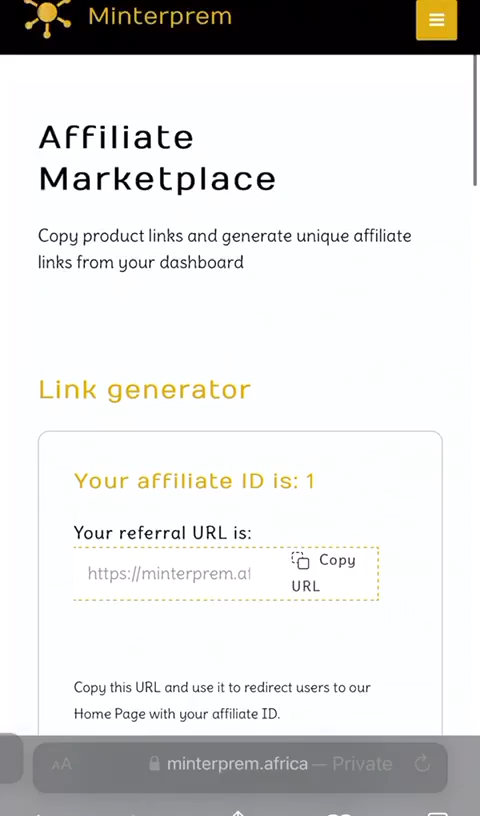 Minterprem
Affiliate
Marketplace
Copy product links and generate unique affiliate
links from your dashboard
Link generator
Your affiliate ID is: 1
Your referral URL is:
https://minterprem.af
Copy
URL
Copy this URL and use it to redirect users to our
Home Page with your affiliate ID.
AA
minterprem.africa — Private